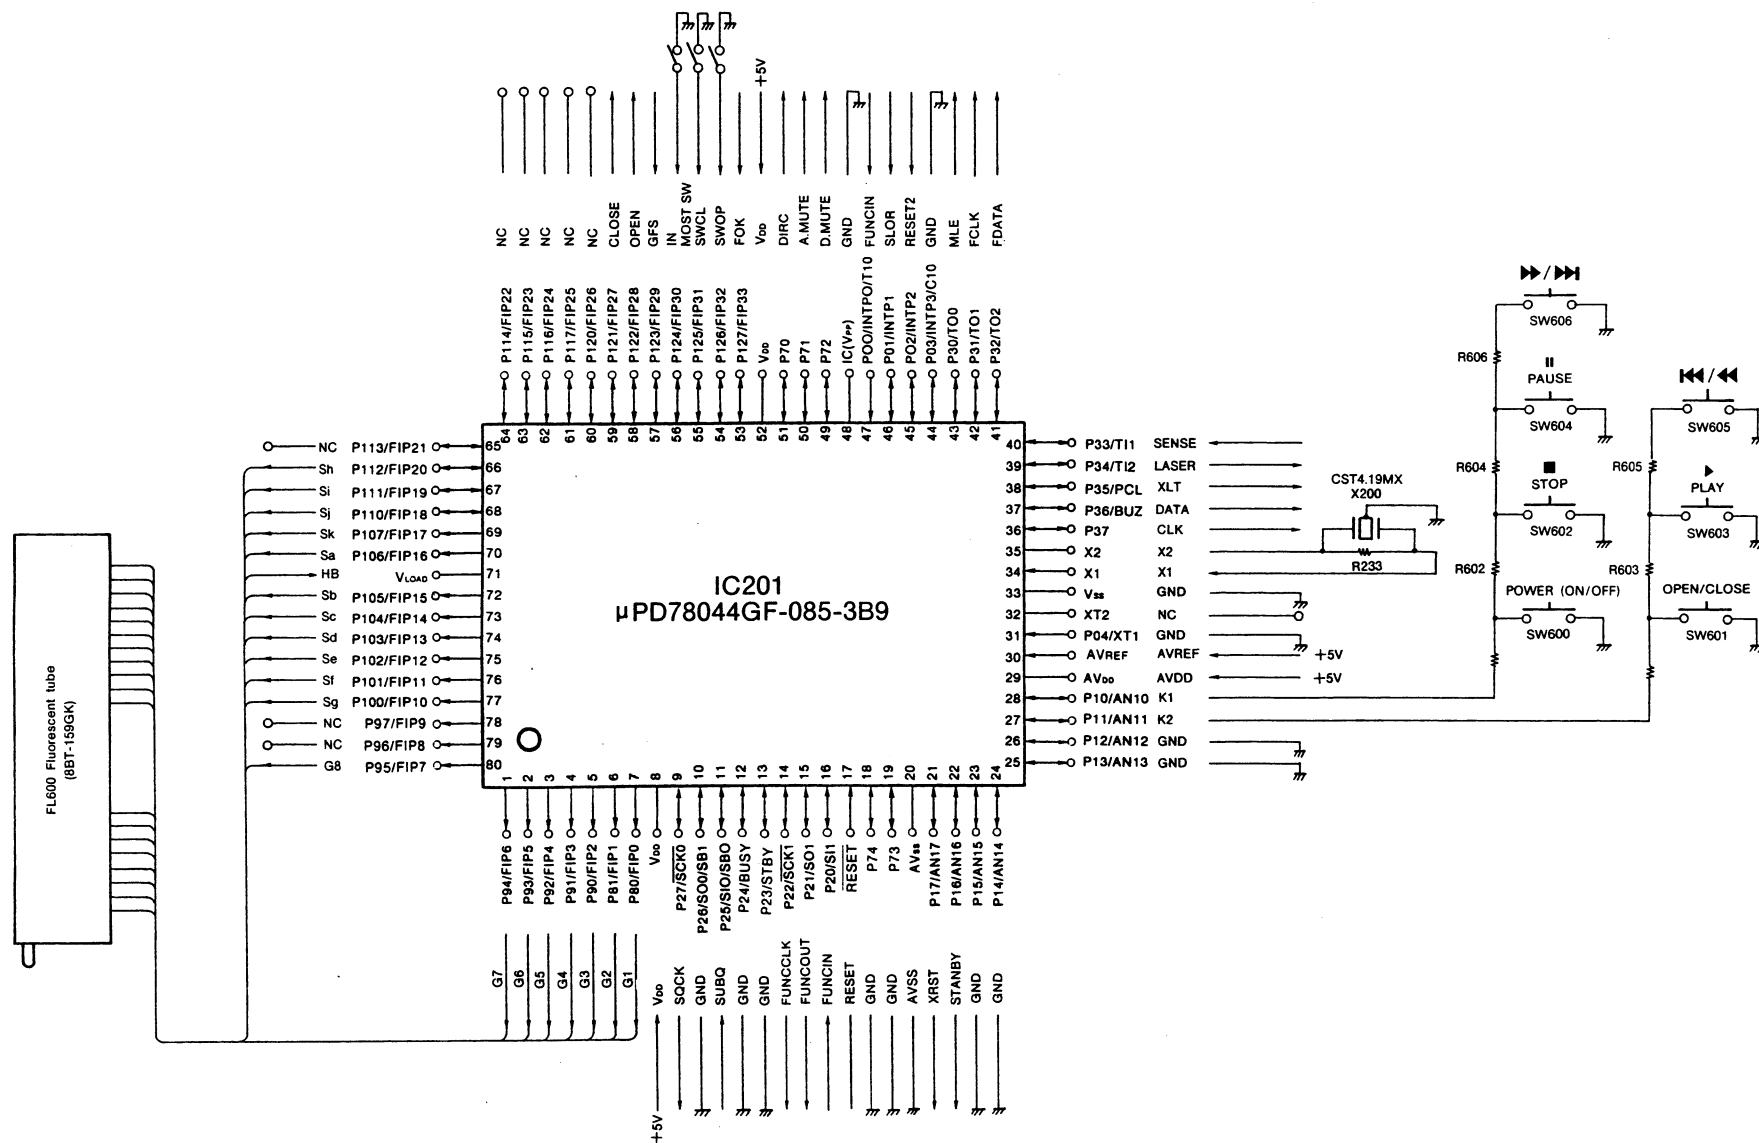 +5V
NC
NC
NC
NC
NC
CLOSE
OPEN
GFS
IN
MOST SW
SWCL
SWOP
FOK
VDD
DIRC
A.MUTE
D.MUTE
GND
FUNCIN
SLOR
RESET2
GND
MLE
FCLK
FDATA
P114/FIP22
P115/FIP23
P116/FIP24
P117/FIP25
P120/FIP26
P121/FIP27
P122/FIP28
P123/FIP29
P124/FIP30
P125/FIP31
P126/FIP32
P127/FIP33
VDD
P70
P71
P72
IC(VPP)
POO/INTPO/T10
P01/INTP1
PO2/INTP2
P03/INTP3/C10
P30/TO0
P31/TO1
P32/TO2
64 63 62 61 60 59 58 57 56 55 54 53 52 51 50 49 48 47 46 45 44 43 42 41
NC P113/FIP21 65
Sh P112/FIP20 66
Si P111/FIP19 67
Sj P110/FIP18 68
Sk P107/FIP17 69
Sa P106/FIP16 70
HB VLOAD 71
Sb P105/FIP15 72
Sc P104/FIP14 73
Sd P103/FIP13 74
Se P102/FIP12 75
Sf P101/FIP11 76
Sg P100/FIP10 77
NC P97/FIP9 78
NC P96/FIP8 79
G8 P95/FIP7 80
FL600 Fluorescent tube
(8BT-159GK)
IC201
μPD78044GF-085-3B9
40 P33/TI1 SENSE
39 P34/TI2 LASER
38 P35/PCL XLT
37 P36/BUZ DATA
36 P37 CLK
35 X2 X2
34 X1 X1
33 Vss GND
32 XT2 NC
31 P04/XT1 GND
30 AVREF AVREF +5V
29 AVDD AVDD +5V
28 P10/AN10 K1
27 P11/AN11 K2
26 P12/AN12 GND
25 P13/AN13 GND
CST4.19MX
X200
R233
SW606
R606
PAUSE
SW604
R604
STOP
SW602
R602
POWER (ON/OFF)
SW600
SW605
R605
PLAY
SW603
R603
OPEN/CLOSE
SW601
1 2 3 4 5 6 7 8 9 10 11 12 13 14 15 16 17 18 19 20 21 22 23 24
P94/FIP6
P93/FIP5
P92/FIP4
P91/FIP3
P90/FIP2
P81/FIP1
P80/FIP0
VDD
P27/SCK0
P26/SO0/SB1
P25/SIO/SBO
P24/BUSY
P23/STBY
P22/SCK1
P21/SO1
P20/SI1
RESET
P74
P73
AVss
P17/AN17
P16/AN16
P15/AN15
P14/AN14
G7
G6
G5
G4
G3
G2
G1
VDD
SQCK
GND
SUBQ
GND
GND
FUNCCLK
FUNCOUT
FUNCIN
RESET
GND
GND
AVSS
XRST
STANBY
GND
GND
+5V